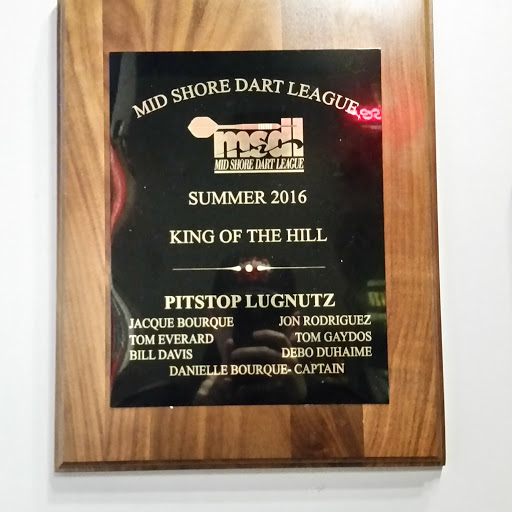 MID SHORE DART LEAGUE
msdl
MID SHORE DART LEAGUE
SUMMER 2016
KING OF THE HILL
PITSTOP LUGNUTZ
JACQUE BOURQUE JON RODRIGUEZ
TOM EVERARD TOM GAYDOS
BILL DAVIS DEBO DUHAIME
DANIELLE BOURQUE- CAPTAIN